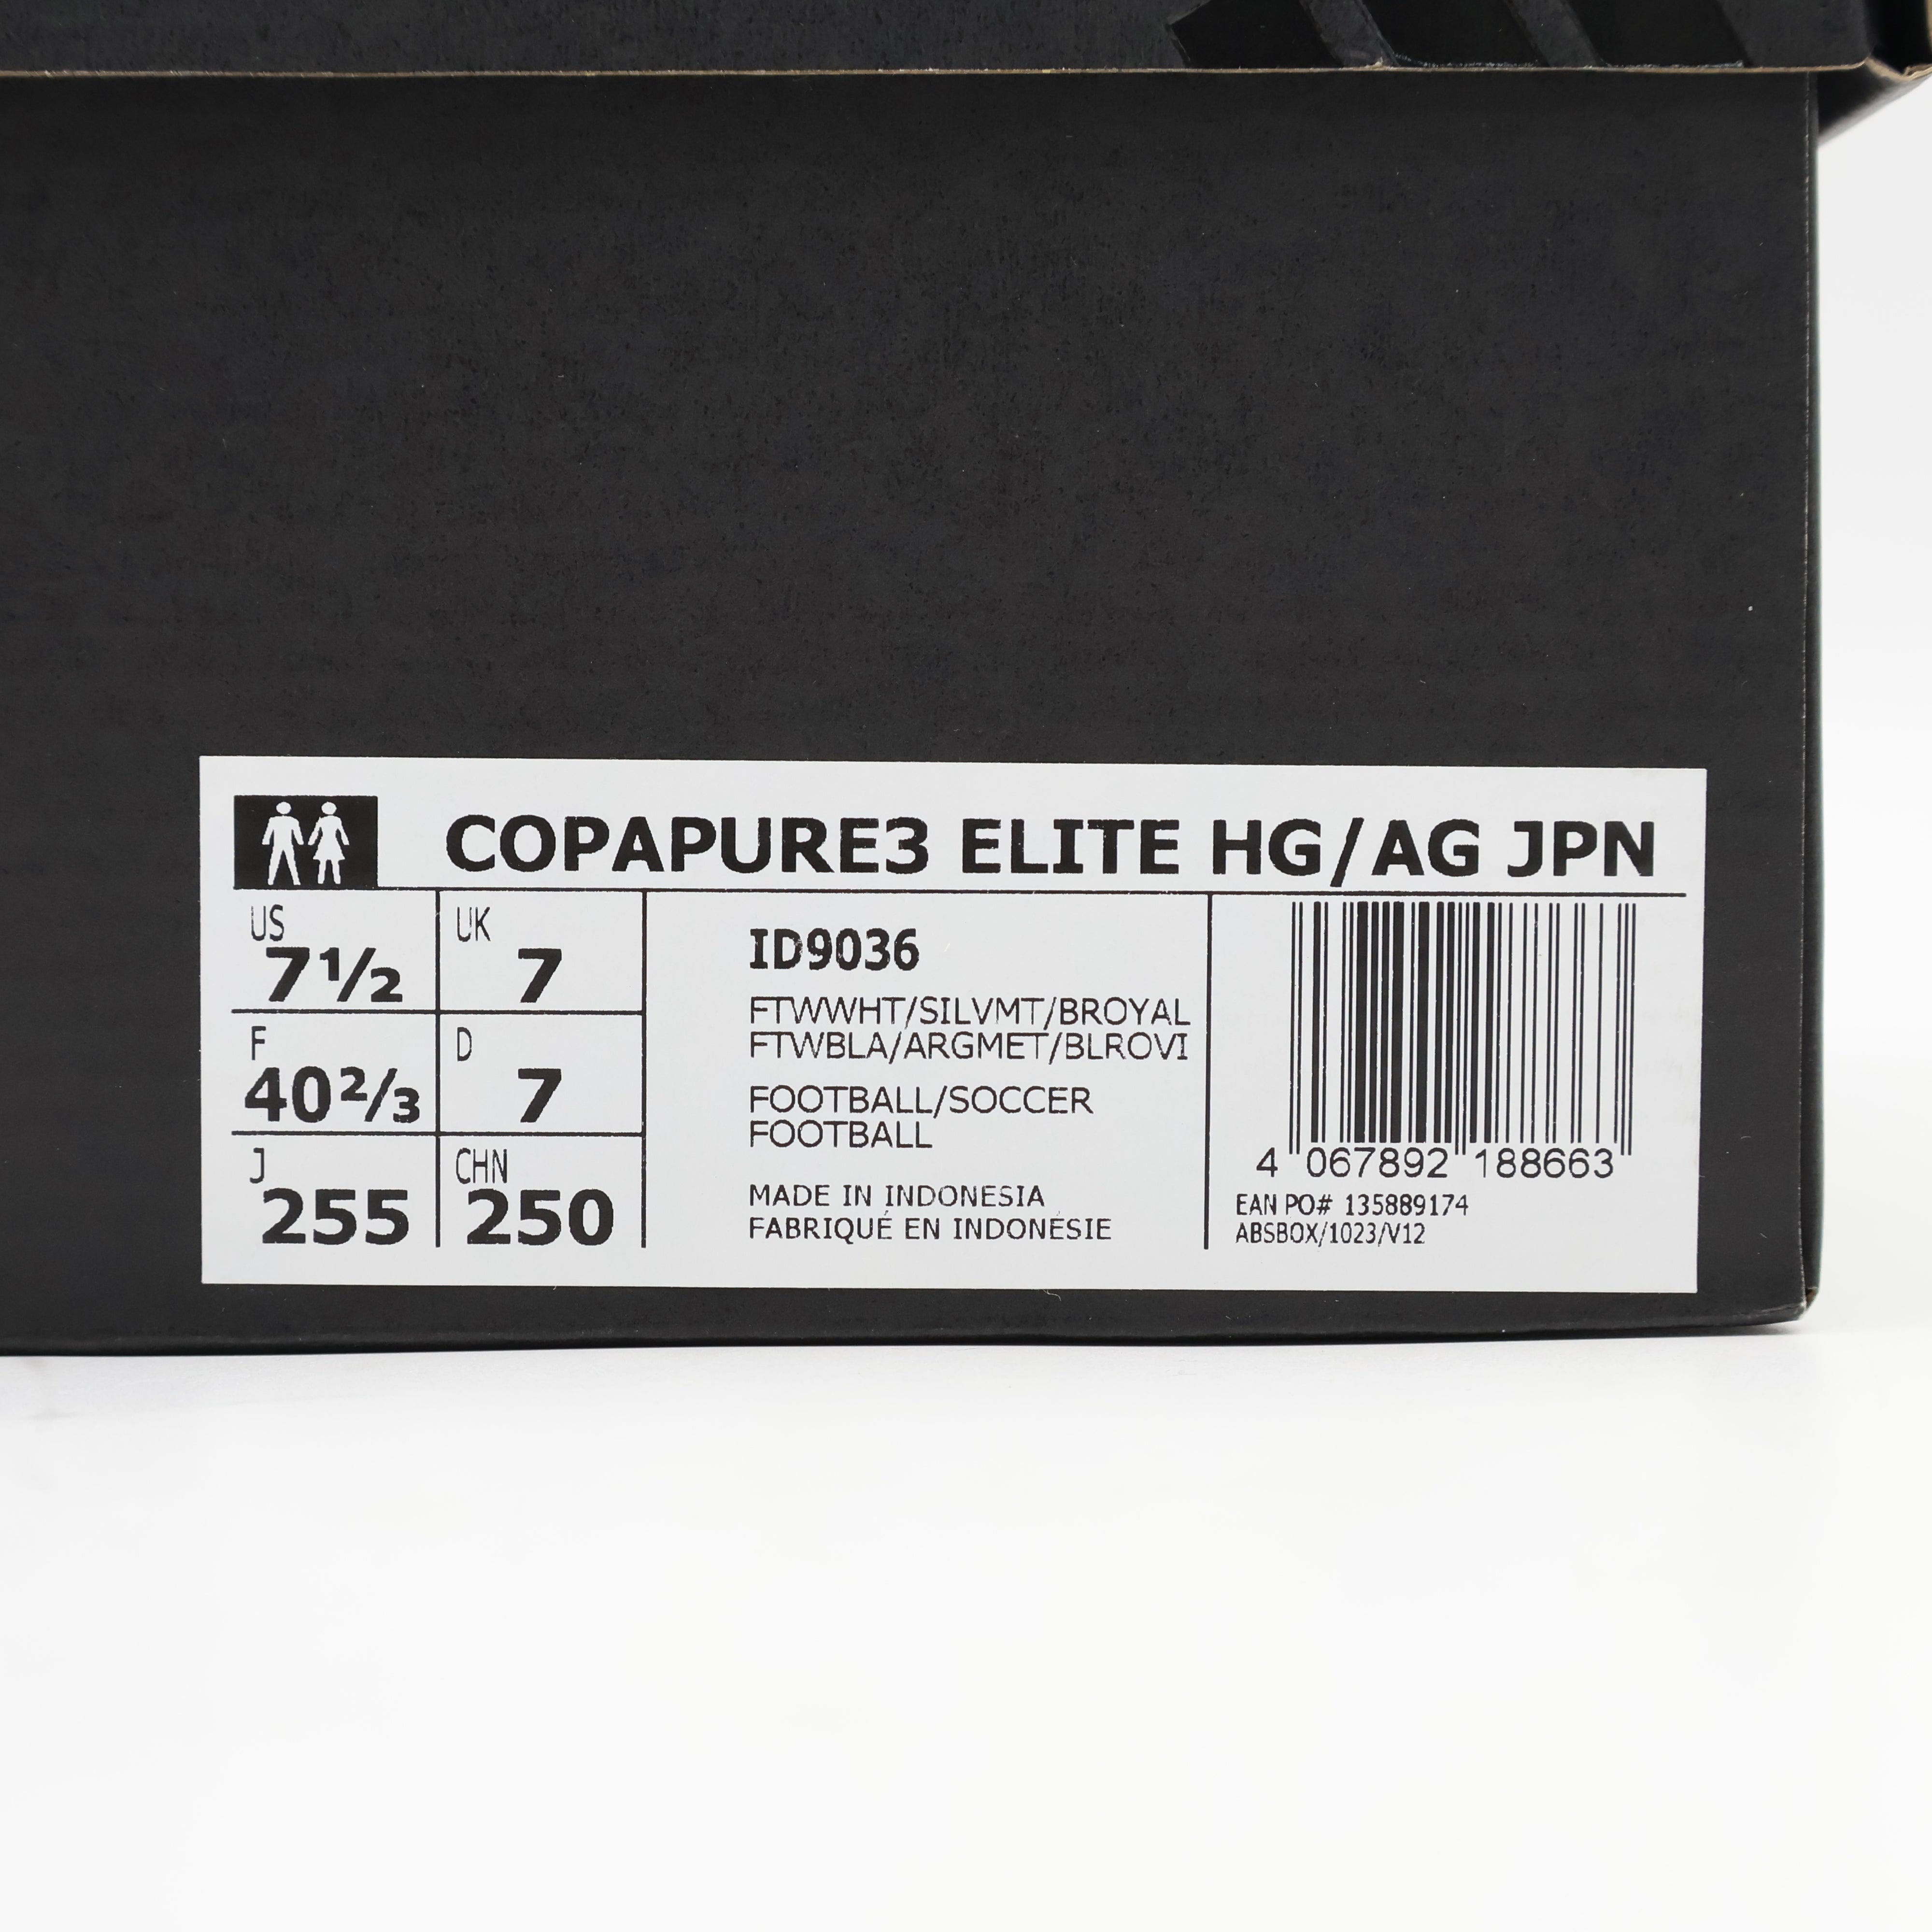 COPAPURE3 ELITE HG/AG JPN
US
7½
UK
7
F
40⅔
D
7
J
255
CHN
250
ID9036
FTWWHT/SILVMT/BROYAL
FTWBLA/ARGMET/BLROVI
FOOTBALL/SOCCER
FOOTBALL
MADE IN INDONESIA
FABRIQUÉ EN INDONÉSIE
4 067892 188663
EAN PO# 135889174
ABSBOX/1023/V12